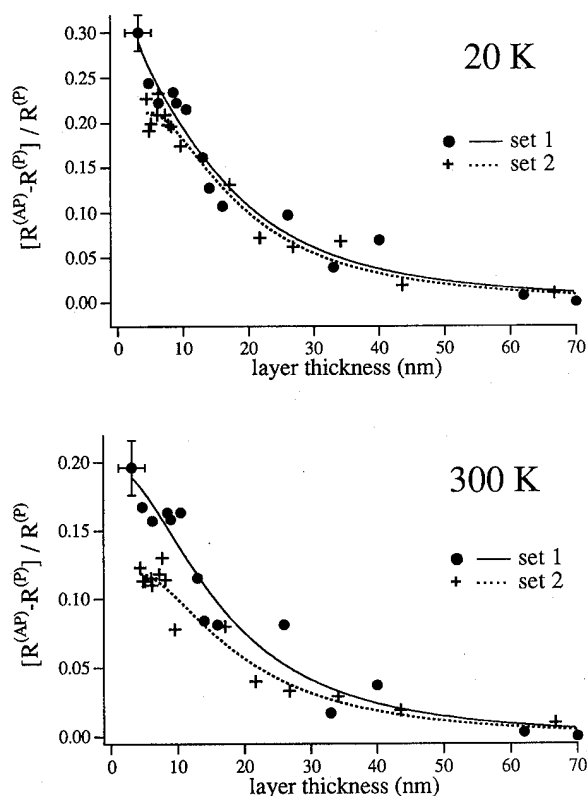 0.30
0.25
0.20
0.15
0.10
0.05
0.00
[R(AP)-R(P)] / R(P)
20 K
set 1
set 2
0 10 20 30 40 50 60 70
layer thickness (nm)
0.20
0.15
0.10
0.05
0.00
[R(AP)-R(P)] / R(P)
300 K
set 1
set 2
0 10 20 30 40 50 60 70
layer thickness (nm)